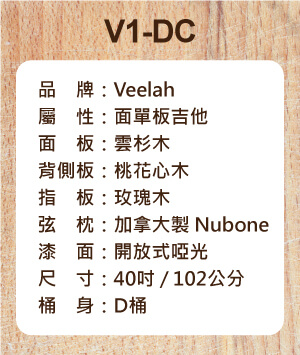 V1-DC
品　牌：Veelah
屬　性：面單板吉他
面　板：雲杉木
背側板：桃花心木
指　板：玫瑰木
弦　枕：加拿大製 Nubone
漆　面：開放式啞光
尺　寸：40吋 / 102公分
桶　身：D桶